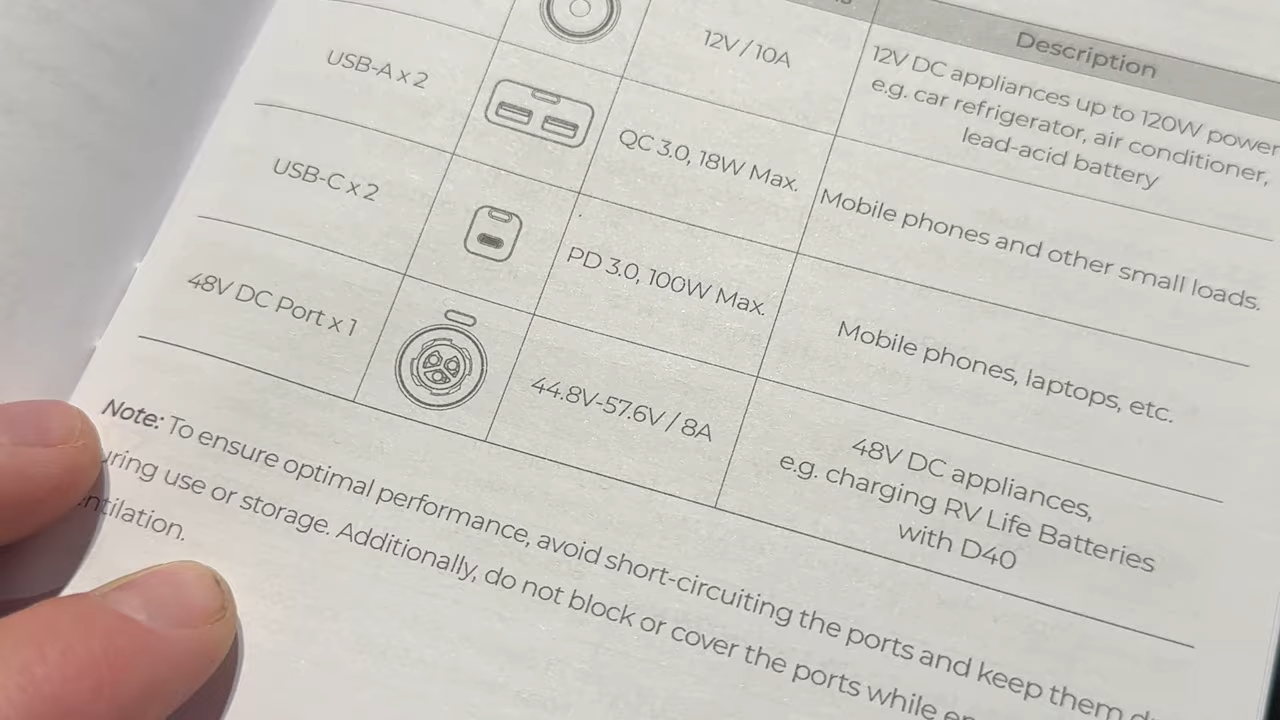 Description
12V / 10A
12V DC appliances up to 120W power
e.g. car refrigerator, air conditioner,
lead-acid battery
USB-A x 2
QC 3.0, 18W Max.
Mobile phones and other small loads.
USB-C x 2
PD 3.0, 100W Max.
Mobile phones, laptops, etc.
48V DC Port x 1
44.8V-57.6V / 8A
48V DC appliances,
e.g. charging RV Life Batteries
with D40
Note: To ensure optimal performance, avoid short-circuiting the ports and keep them
use or storage. Additionally, do not block or cover the ports while